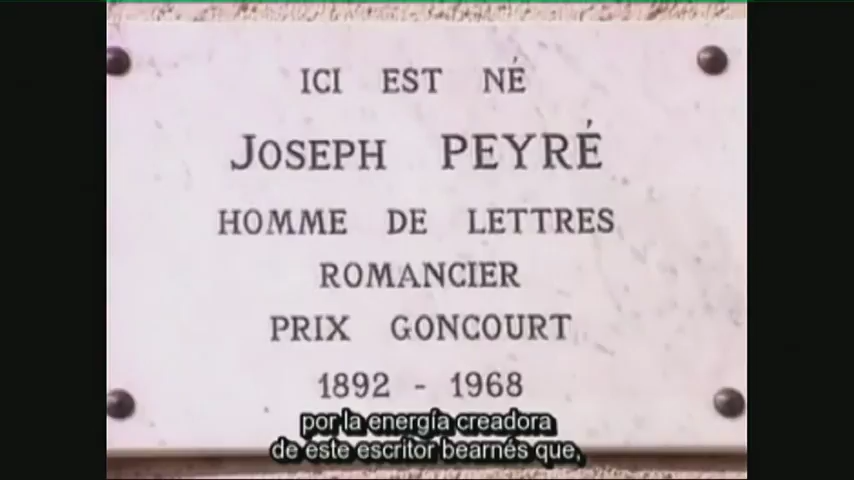 ICI EST NÉ
JOSEPH PEYRÉ
HOMME DE LETTRES
ROMANCIER
PRIX GONCOURT
1892 - 1968
por la energía creadora
de este escritor bearnés que,